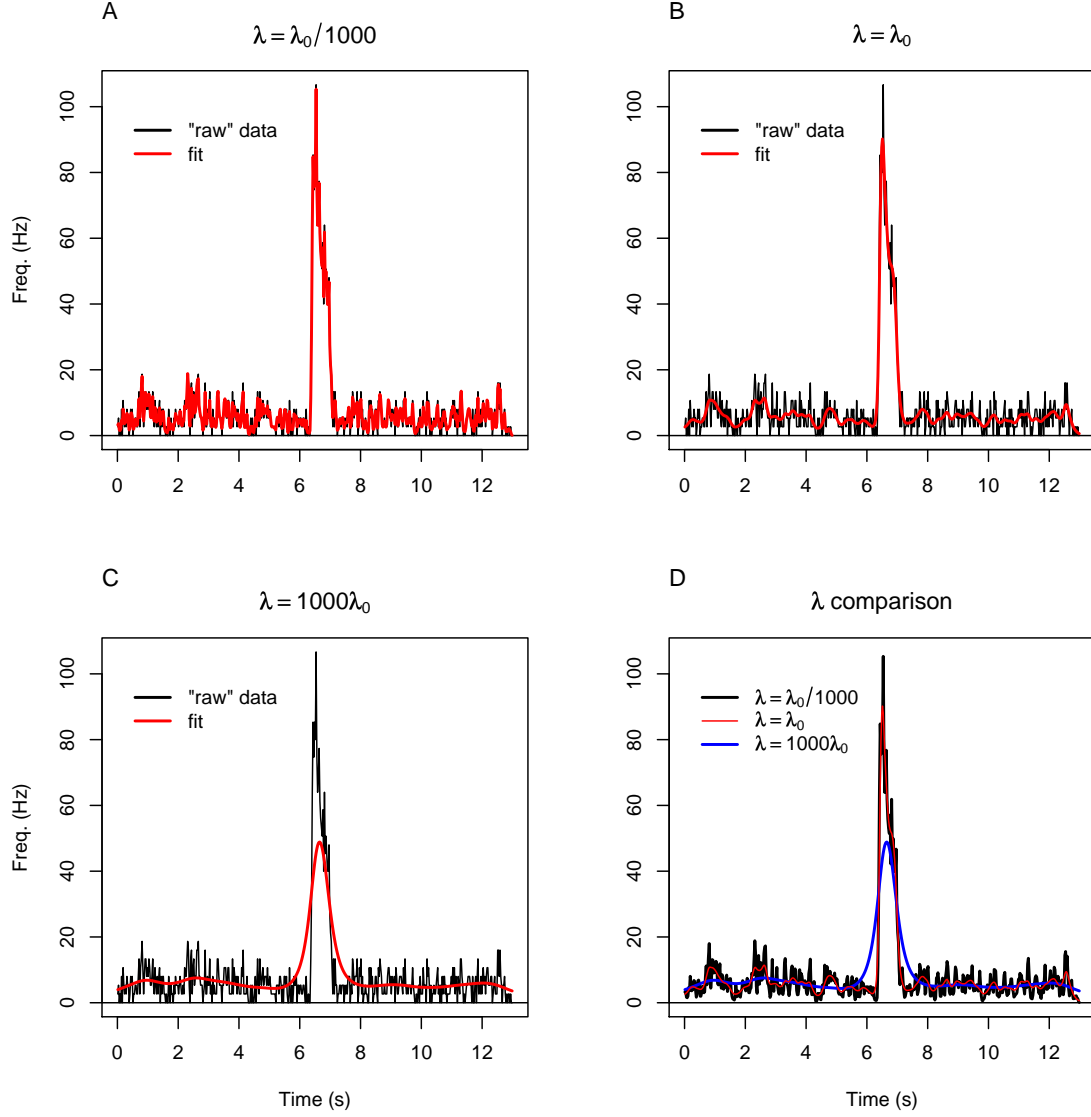 A
λ = λ₀/1000
Freq. (Hz)
0 20 40 60 80 100
"raw" data
fit
0 2 4 6 8 10 12
B
λ = λ₀
0 20 40 60 80 100
"raw" data
fit
0 2 4 6 8 10 12
C
λ = 1000λ₀
Freq. (Hz)
0 20 40 60 80 100
"raw" data
fit
0 2 4 6 8 10 12
Time (s)
D
λ comparison
0 20 40 60 80 100
λ = λ₀/1000
λ = λ₀
λ = 1000λ₀
0 2 4 6 8 10 12
Time (s)